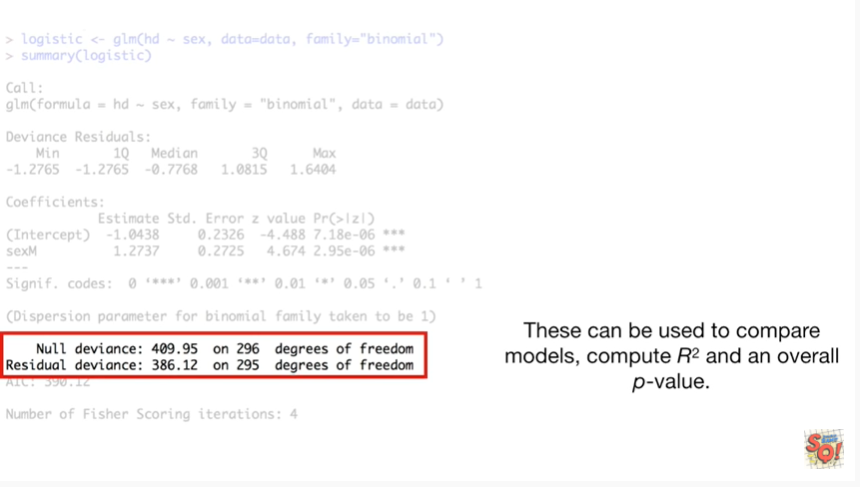 > logistic <- glm(hd ~ sex, data=data, family="binomial")
> summary(logistic)
Call:
glm(formula = hd ~ sex, family = "binomial", data = data)
Deviance Residuals:
    Min       1Q   Median       3Q      Max
-1.2765  -1.2765  -0.7768   1.0815   1.6404
Coefficients:
            Estimate Std. Error z value Pr(>|z|)
(Intercept)  -1.0438     0.2326  -4.488 7.18e-06 ***
sexM          1.2737     0.2725   4.674 2.95e-06 ***
---
Signif. codes:  0 '***' 0.001 '**' 0.01 '*' 0.05 '.' 0.1 ' ' 1
(Dispersion parameter for binomial family taken to be 1)
Null deviance: 409.95  on 296  degrees of freedom
Residual deviance: 386.12  on 295  degrees of freedom
AIC: 390.12
Number of Fisher Scoring iterations: 4
These can be used to compare
models, compute R² and an overall
p-value.
SQ!